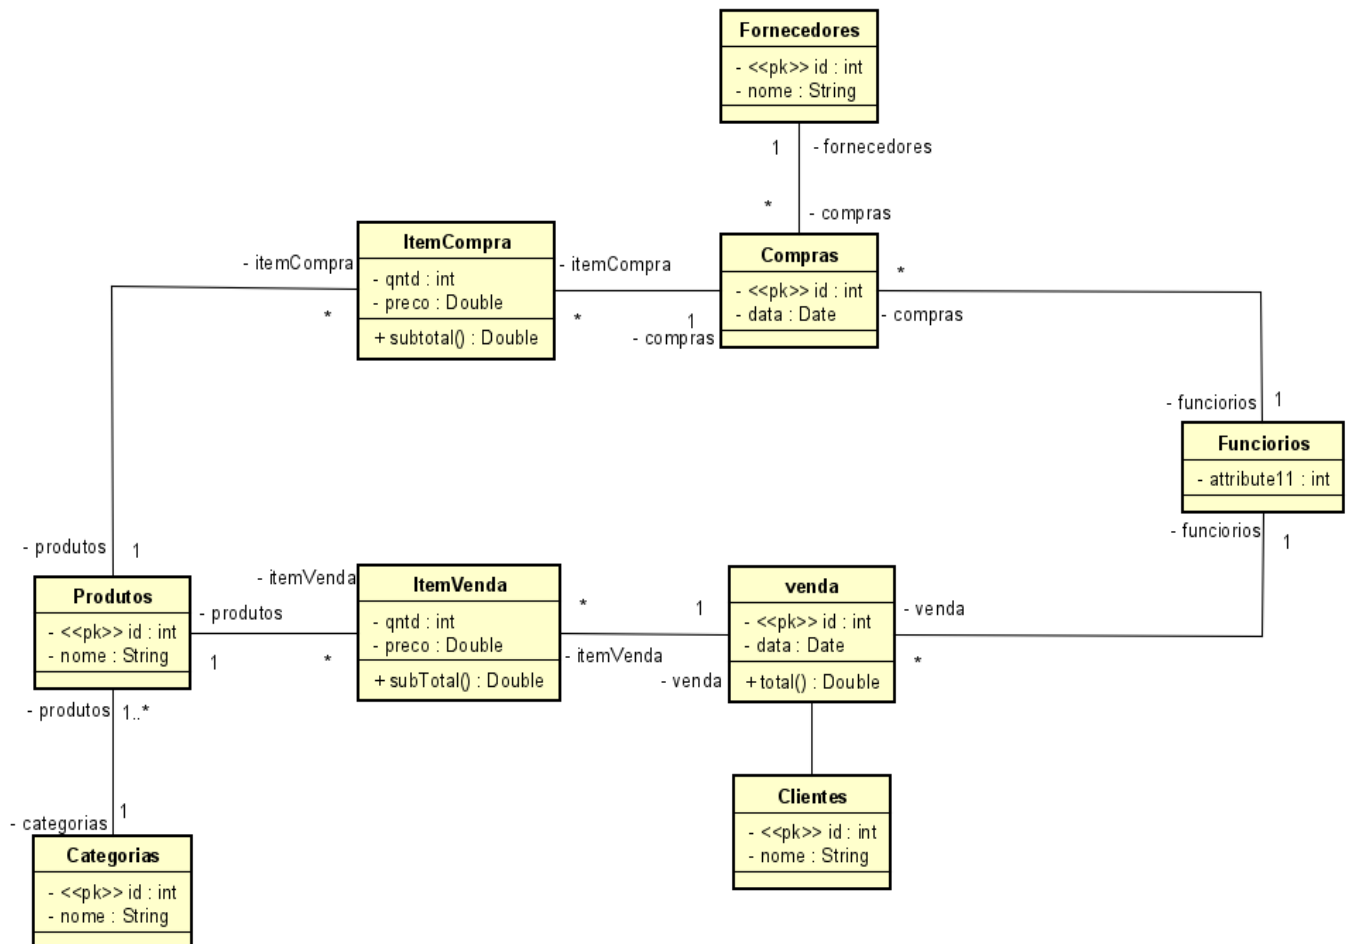 Fornecedores
- <<pk>> id : int
- nome : String
1
- fornecedores
*
- compras
ItemCompra
- qntd : int
- preco : Double
+ subtotal() : Double
- itemCompra
*
- itemCompra
*
1
- compras
Compras
- <<pk>> id : int
- data : Date
*
- compras
- funciorios
1
Funciorios
- attribute11 : int
- funciorios
1
- produtos
1
Produtos
- <<pk>> id : int
- nome : String
- produtos
1
- itemVenda
*
ItemVenda
- qntd : int
- preco : Double
+ subTotal() : Double
*
- itemVenda
1
- venda
venda
- <<pk>> id : int
- data : Date
+ total() : Double
- venda
*
- produtos
1..*
1
- categorias
Categorias
- <<pk>> id : int
- nome : String
Clientes
- <<pk>> id : int
- nome : String